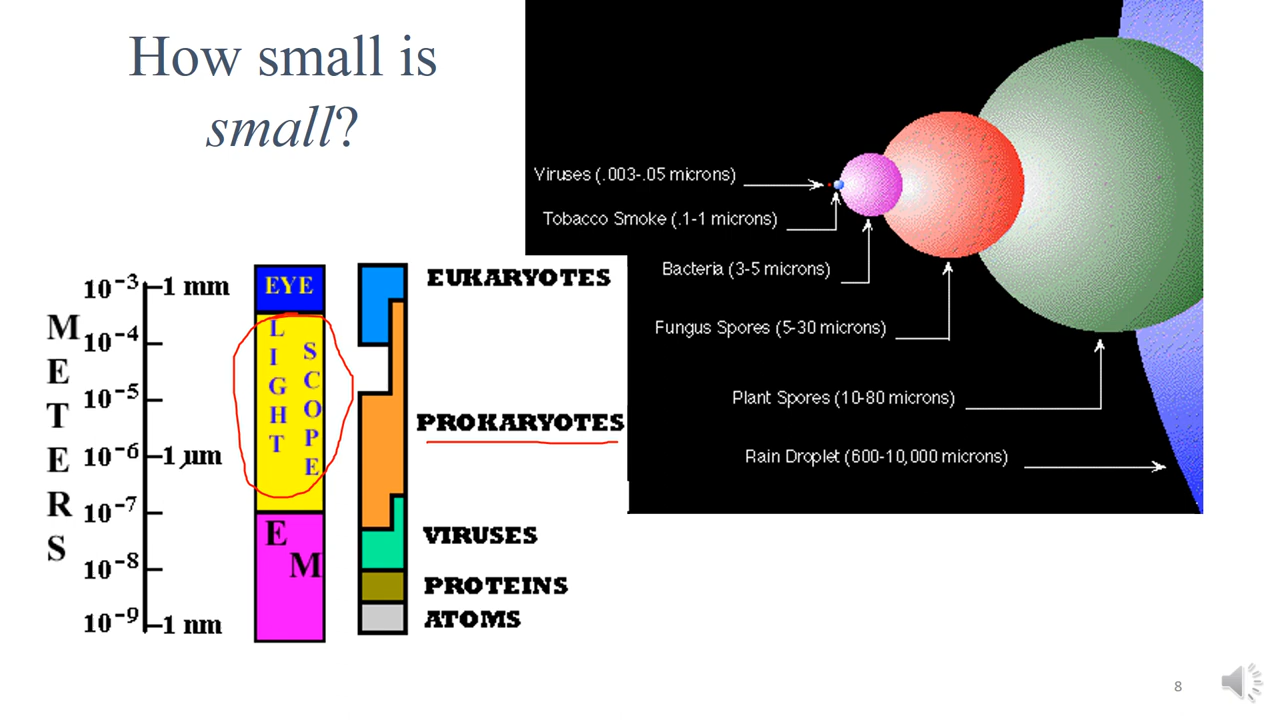 How small is
small?
Viruses (.003-.05 microns)
Tobacco Smoke (.1-1 microns)
Bacteria (3-5 microns)
Fungus Spores (5-30 microns)
Plant Spores (10-80 microns)
Rain Droplet (600-10,000 microns)
METERS
10⁻³ 1 mm
10⁻⁴
10⁻⁵
10⁻⁶ 1 µm
10⁻⁷
10⁻⁸
10⁻⁹ 1 nm
EYE
LIGHT
SCOPE
EM
EUKARYOTES
PROKARYOTES
VIRUSES
PROTEINS
ATOMS
8